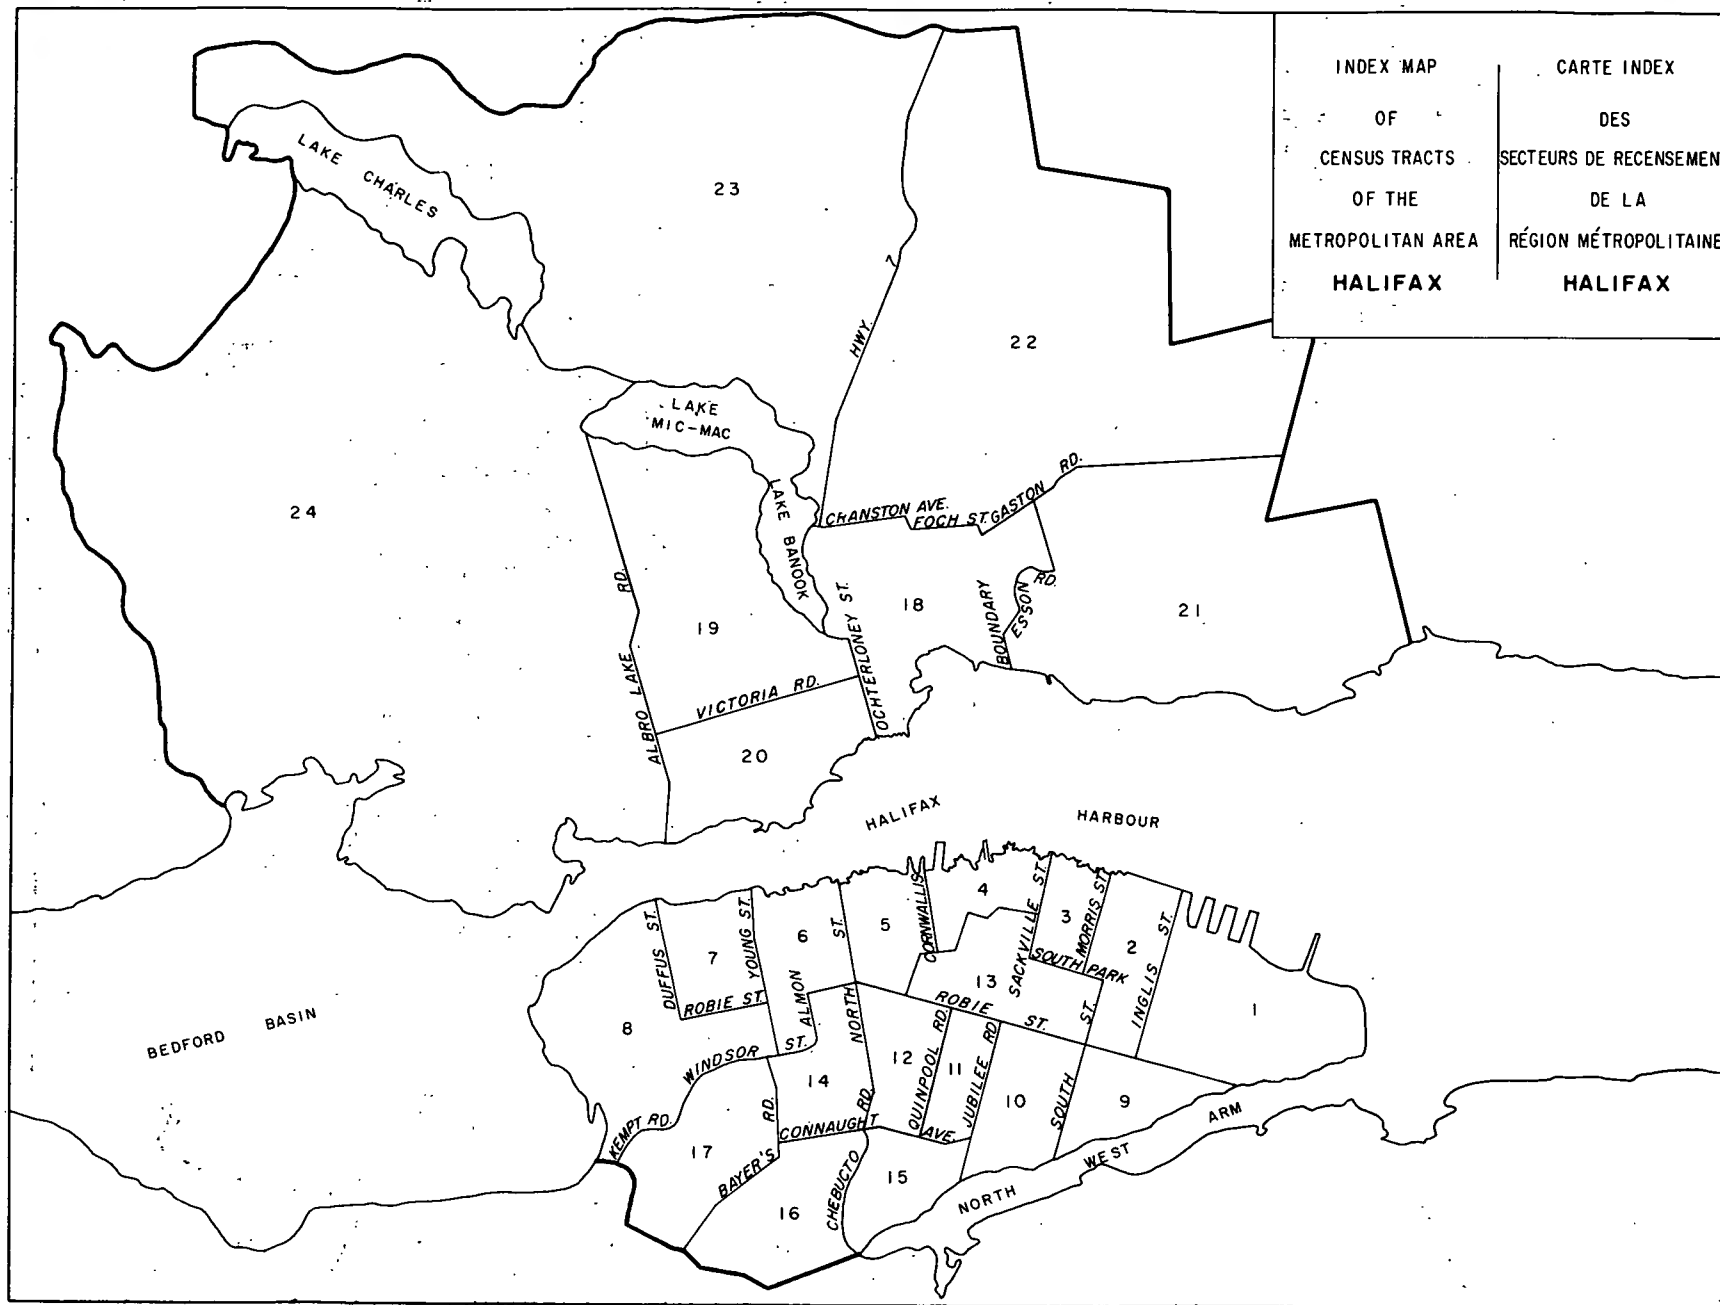 INDEX MAP
OF
CENSUS TRACTS
OF THE
METROPOLITAN AREA
HALIFAX
CARTE INDEX
DES
SECTEURS DE RECENSEMEN
DE LA
RÉGION MÉTROPOLITAINE
HALIFAX
LAKE CHARLES
23
HWY. 7
22
LAKE
MIC-MAC
24
LAKE BANOOK
CRANSTON AVE.
FOCH ST.
GASTON RD.
ALBRO LAKE RD.
19
OCHTERLONEY ST.
18
BOUNDARY
ESSON RD.
21
VICTORIA RD.
20
HALIFAX HARBOUR
BEDFORD BASIN
DUFFUS ST.
7
YOUNG ST.
6
NORTH ST.
5
CORNWALLIS
4
SACKVILLE ST.
3
MORRIS ST.
2
INGLIS ST.
1
SOUTH PARK ST.
13
ROBIE ST.
ROBIE ST.
ALMON
8
WINDSOR ST.
14
12
QUINPOOL RD.
11
JUBILEE RD.
10
SOUTH
9
KEMPT RD.
17
BAYER'S RD.
CONNAUGHT AVE.
CHEBUCTO RD.
16
15
NORTH WEST ARM